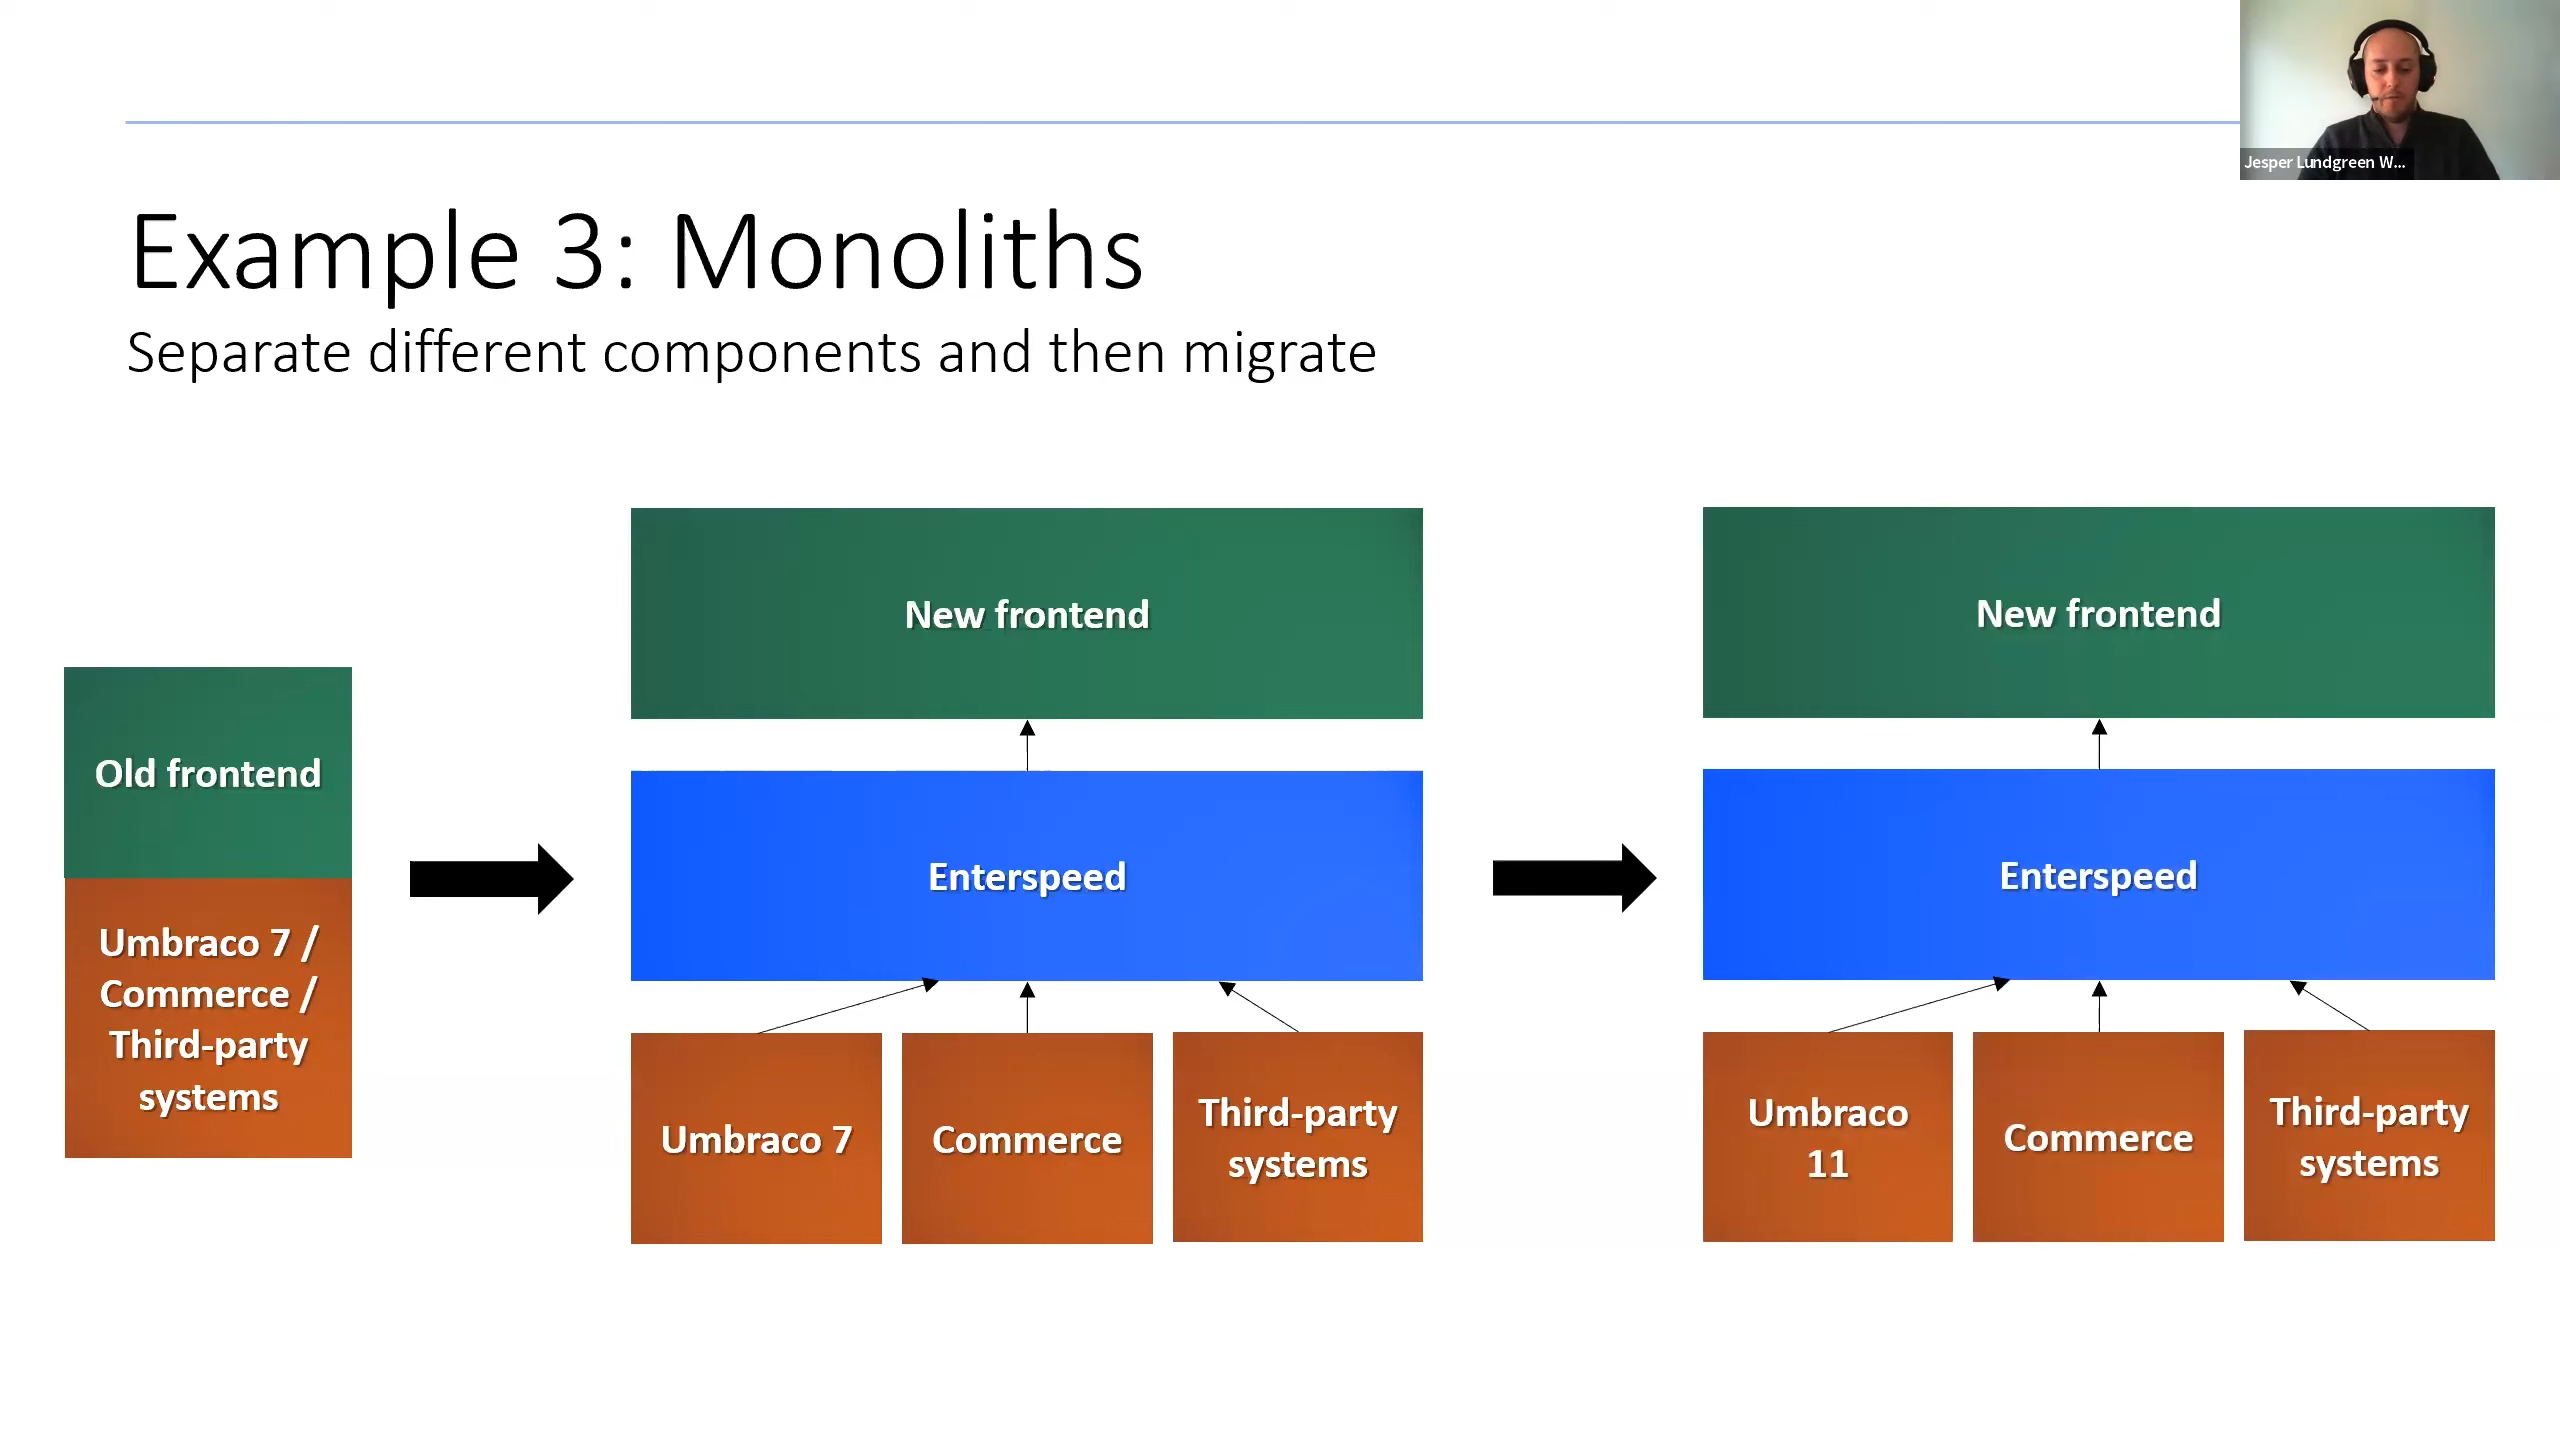 Jesper Lundgreen W...
Example 3: Monoliths
Separate different components and then migrate
Old frontend
Umbraco 7 /
Commerce /
Third-party
systems
New frontend
Enterspeed
Umbraco 7
Commerce
Third-party
systems
New frontend
Enterspeed
Umbraco
11
Commerce
Third-party
systems